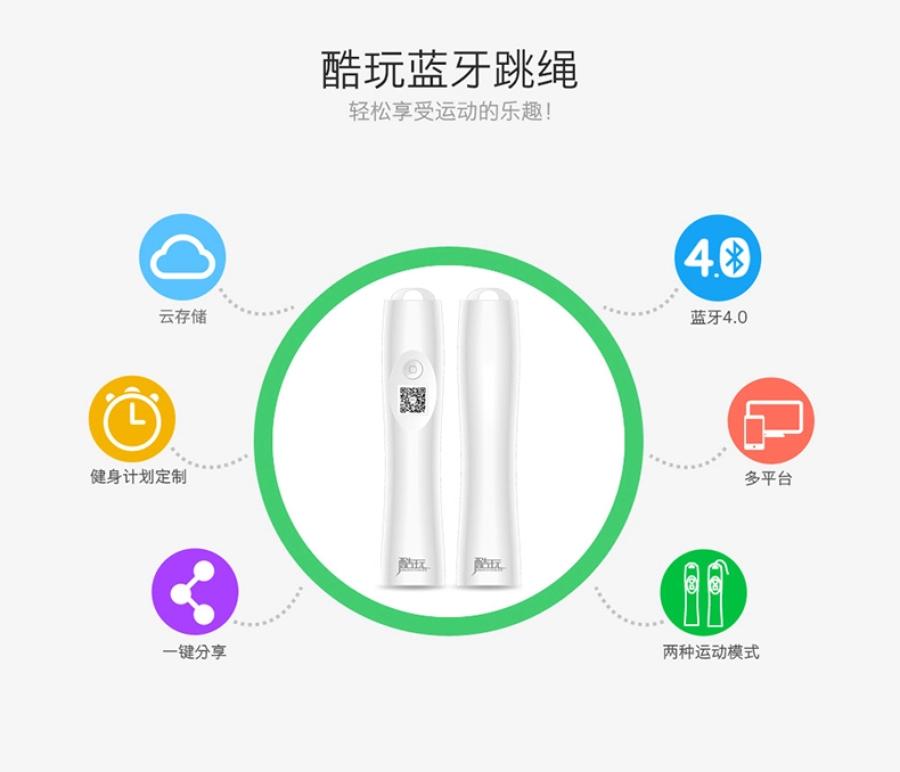 酷玩蓝牙跳绳
轻松享受运动的乐趣!
云存储
4.0
蓝牙4.0
健身计划定制
多平台
酷玩
酷玩
一键分享
两种运动模式